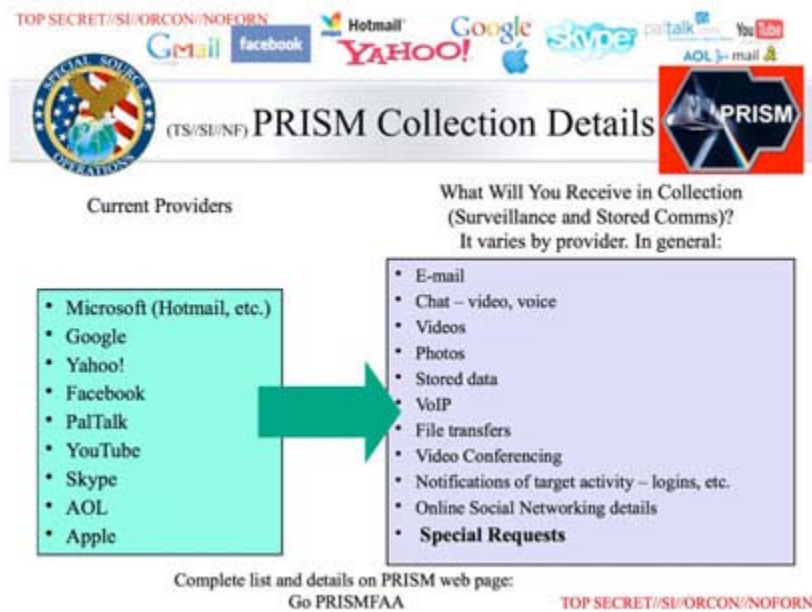 TOP SECRET//SI//ORCON//NOFORN
Gmail
facebook
Hotmail
YAHOO!
Google
skype
paltalk.com
YouTube
AOL mail
SPECIAL SOURCE
OPERATIONS
(TS//SI//NF) PRISM Collection Details
PRISM
Current Providers
• Microsoft (Hotmail, etc.)
• Google
• Yahoo!
• Facebook
• PalTalk
• YouTube
• Skype
• AOL
• Apple
What Will You Receive in Collection
(Surveillance and Stored Comms)?
It varies by provider. In general:
• E-mail
• Chat – video, voice
• Videos
• Photos
• Stored data
• VoIP
• File transfers
• Video Conferencing
• Notifications of target activity – logins, etc.
• Online Social Networking details
• Special Requests
Complete list and details on PRISM web page:
Go PRISMFAA
TOP SECRET//SI//ORCON//NOFORN